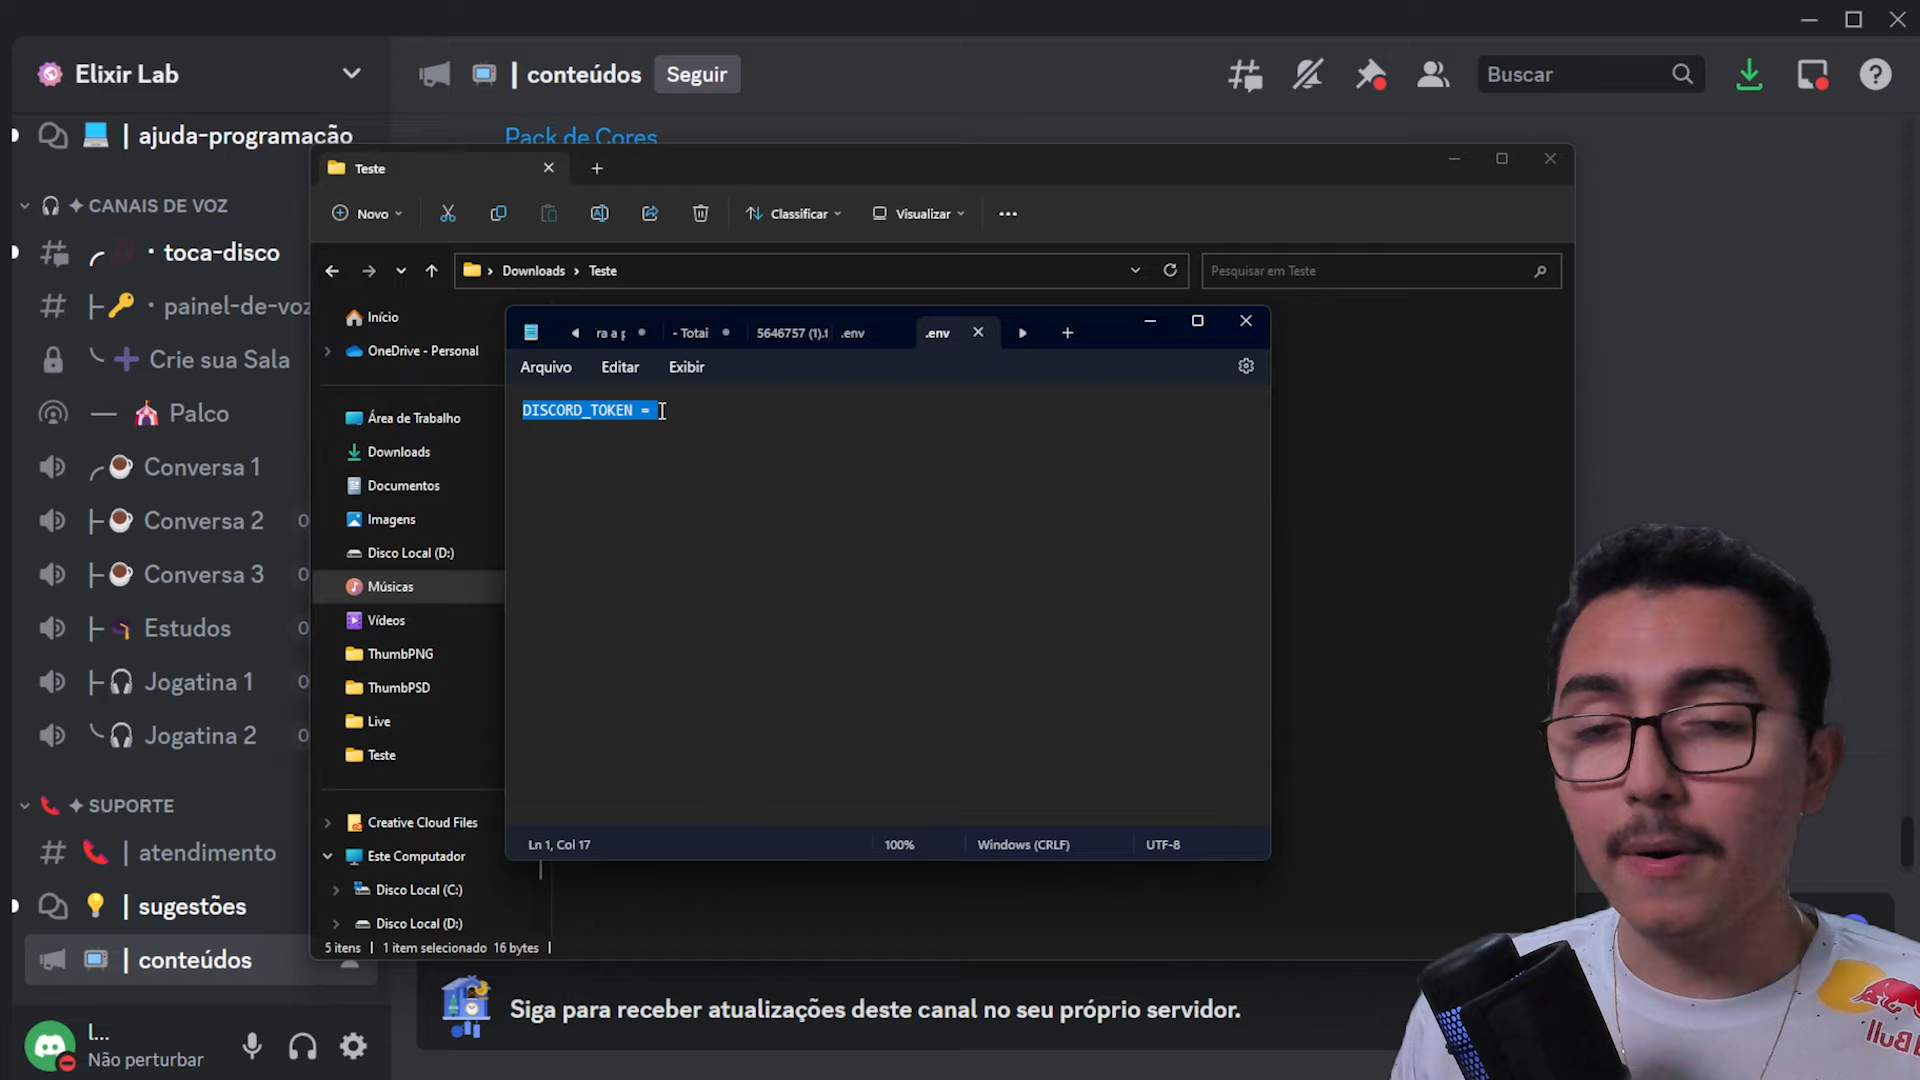 Elixir Lab
| conteúdos
Seguir
Buscar
| ajuda-programação
Pack de Cores
CANAIS DE VOZ
· toca-disco
· painel-de-voz
Crie sua Sala
Palco
Conversa 1
Conversa 2
Conversa 3
Estudos
Jogatina 1
Jogatina 2
SUPORTE
| atendimento
| sugestões
| conteúdos
l...
Não perturbar
Teste
Novo
Classificar
Visualizar
Downloads > Teste
Pesquisar em Teste
Início
OneDrive - Personal
Área de Trabalho
Downloads
Documentos
Imagens
Disco Local (D:)
Músicas
Vídeos
ThumbPNG
ThumbPSD
Live
Teste
Creative Cloud Files
Este Computador
Disco Local (C:)
Disco Local (D:)
5 itens | 1 item selecionado 16 bytes |
ra a p
- Totai
5646757 (1).t
.env
.env
Arquivo
Editar
Exibir
DISCORD_TOKEN =
Ln 1, Col 17
100%
Windows (CRLF)
UTF-8
Siga para receber atualizações deste canal no seu próprio servidor.
Red Bull